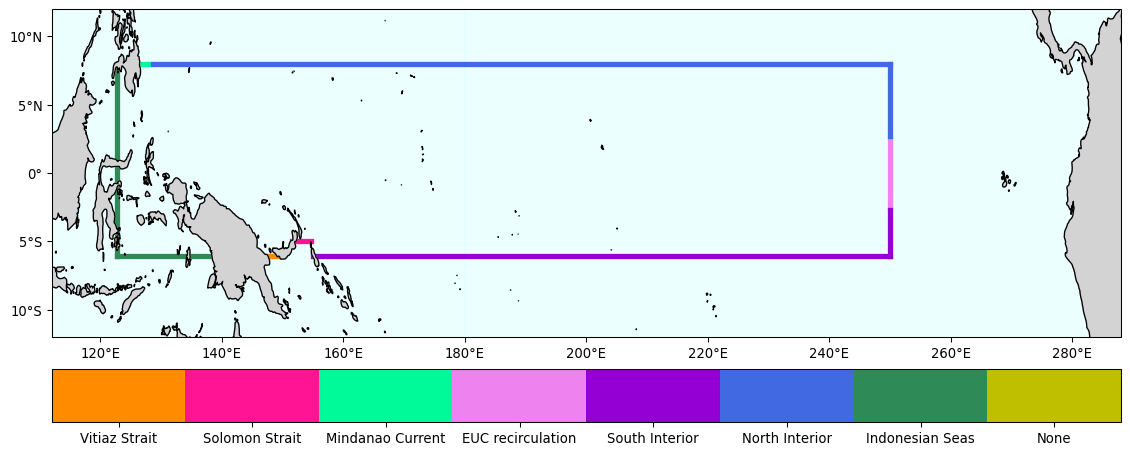 10°N
5°N
0°
5°S
10°S
120°E 140°E 160°E 180°E 200°E 220°E 240°E 260°E 280°E
Vitiaz Strait Solomon Strait Mindanao Current EUC recirculation South Interior North Interior Indonesian Seas None